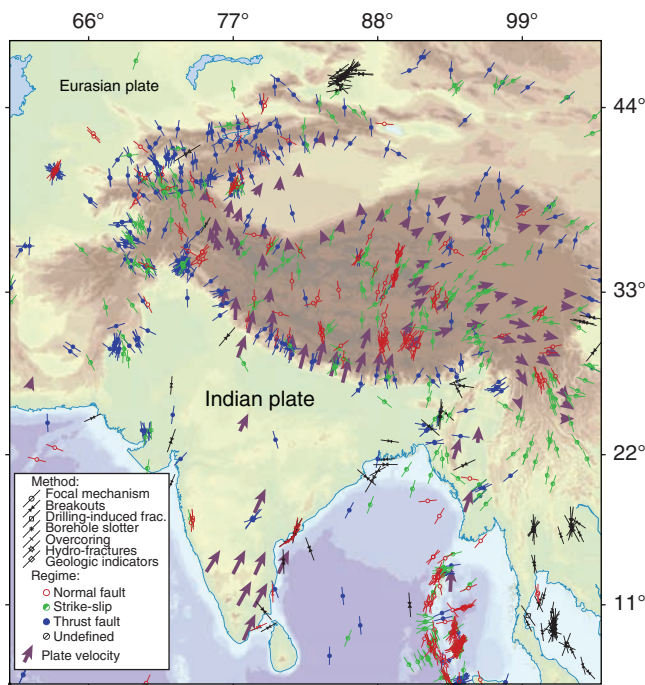 66° 77° 88° 99°
Eurasian plate
44°
33°
Indian plate
22°
11°
Method:
Focal mechanism
Breakouts
Drilling-induced frac.
Borehole slotter
Overcoring
Hydro-fractures
Geologic indicators
Regime:
Normal fault
Strike-slip
Thrust fault
Undefined
Plate velocity